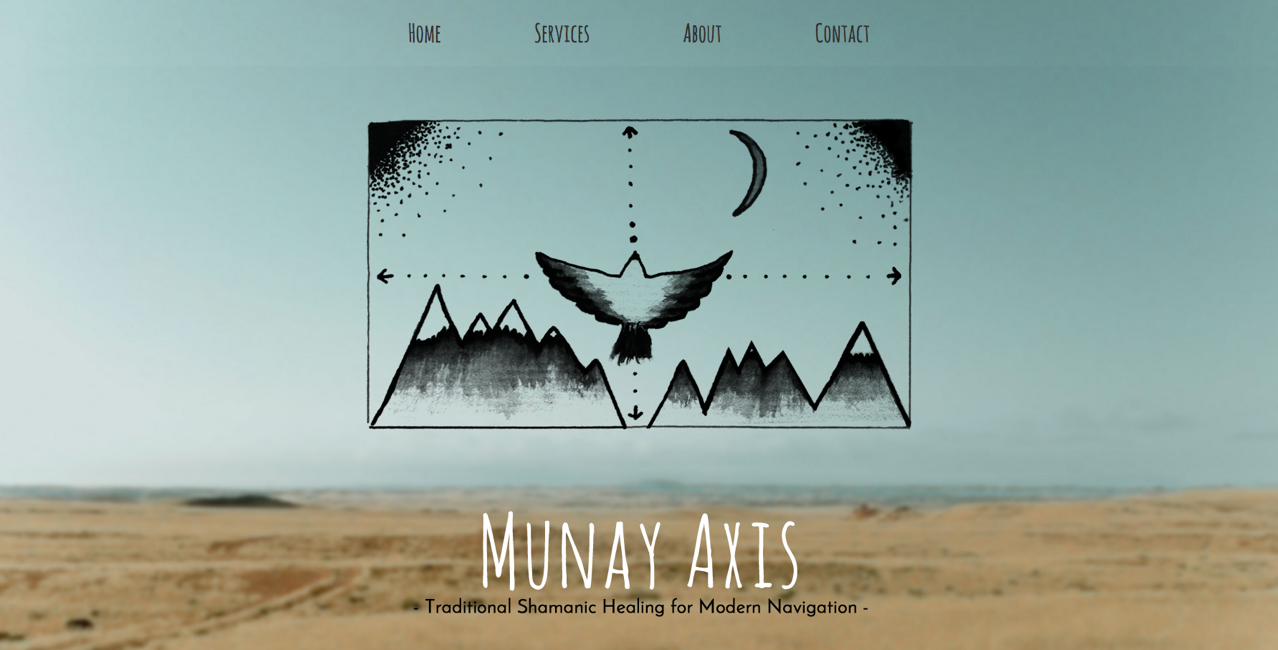 Home Services About Contact
Munay Axis
- Traditional Shamanic Healing for Modern Navigation -